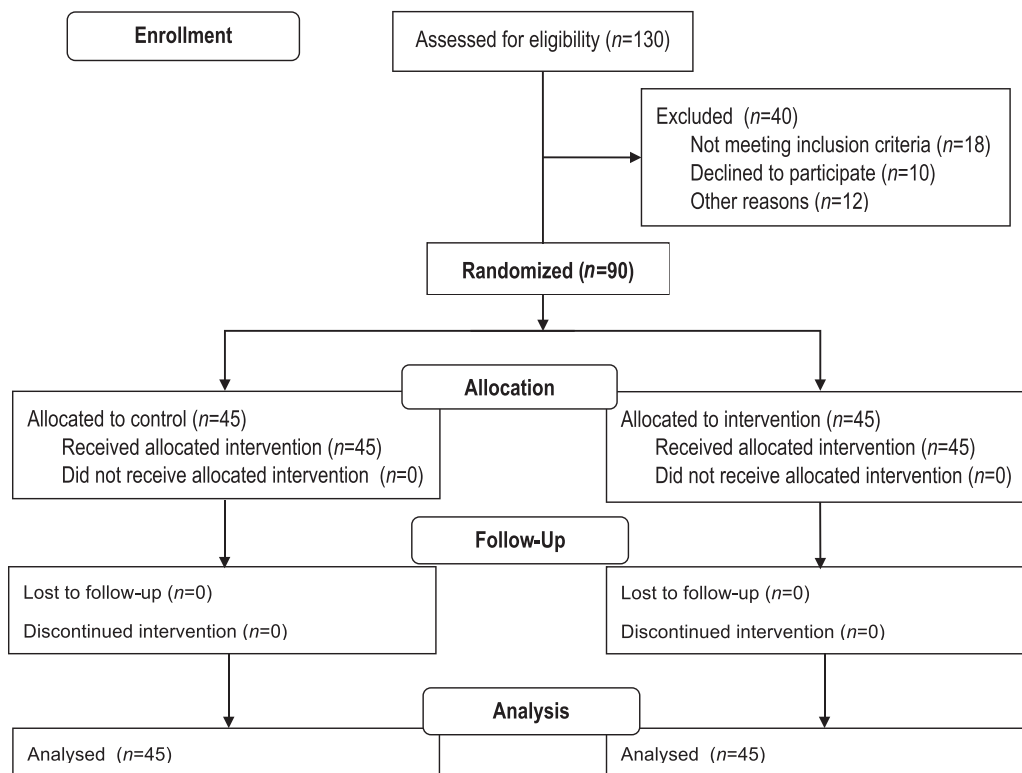 Enrollment
Assessed for eligibility (n=130)
Excluded (n=40)
Not meeting inclusion criteria (n=18)
Declined to participate (n=10)
Other reasons (n=12)
Randomized (n=90)
Allocation
Allocated to control (n=45)
Received allocated intervention (n=45)
Did not receive allocated intervention (n=0)
Allocated to intervention (n=45)
Received allocated intervention (n=45)
Did not receive allocated intervention (n=0)
Follow-Up
Lost to follow-up (n=0)
Discontinued intervention (n=0)
Lost to follow-up (n=0)
Discontinued intervention (n=0)
Analysis
Analysed (n=45)
Analysed (n=45)